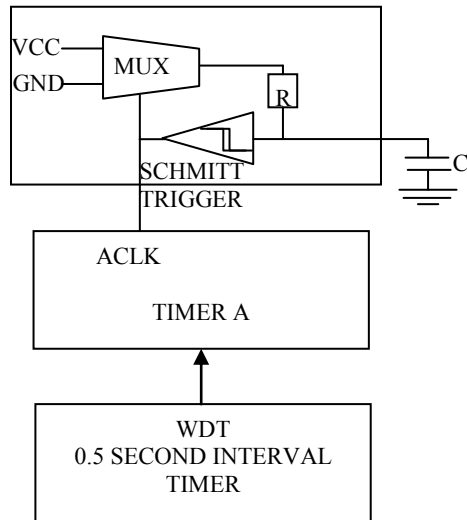 VCC
GND
MUX
R
C
SCHMITT
TRIGGER
ACLK
TIMER A
WDT
0.5 SECOND INTERVAL
TIMER